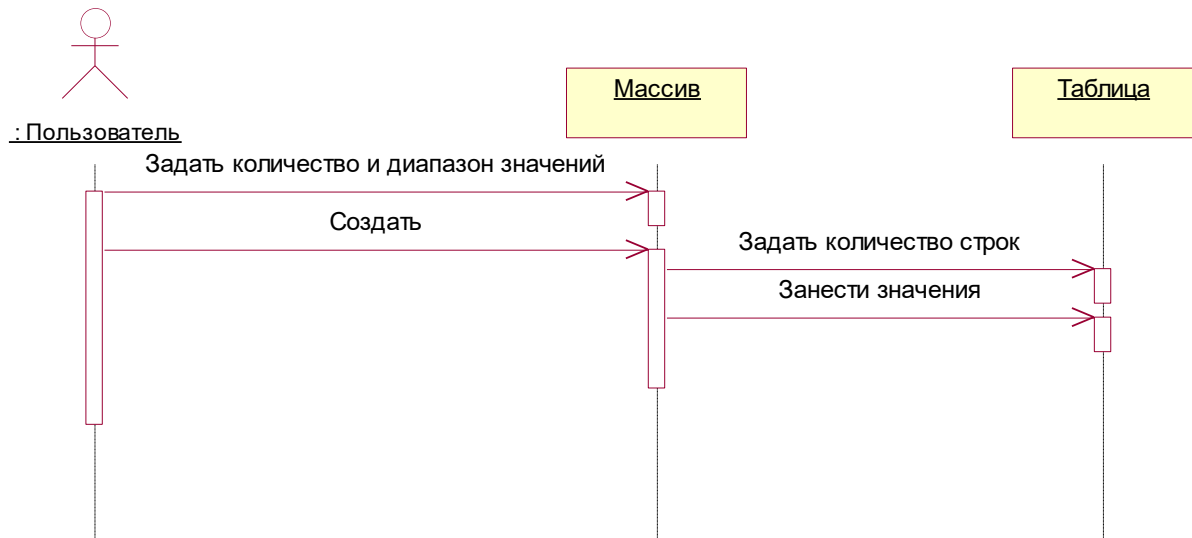 Массив
Таблица
: Пользователь
Задать количество и диапазон значений
Создать
Задать количество строк
Занести значения